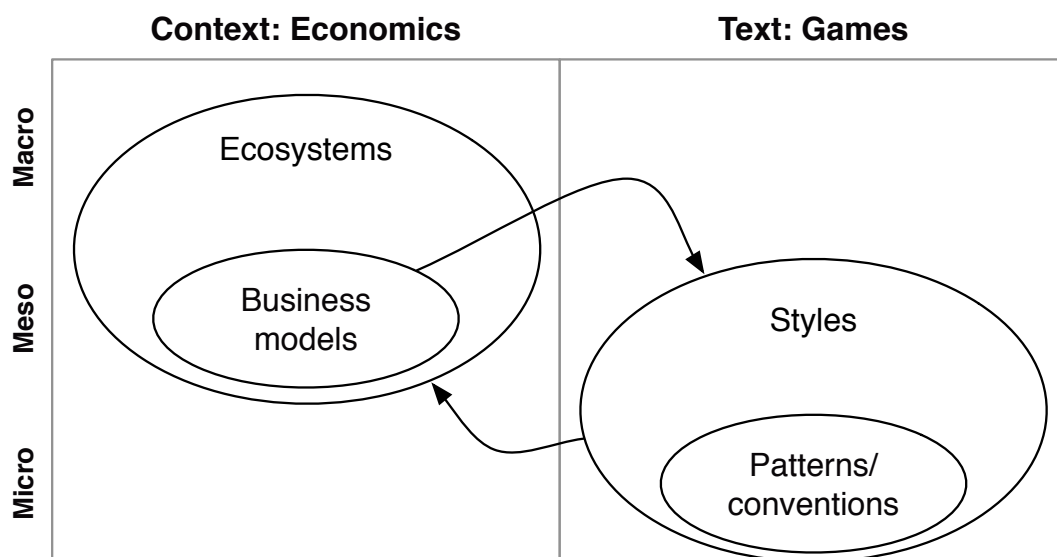 Context: Economics
Text: Games
Macro
Ecosystems
Meso
Business
models
Styles
Micro
Patterns/
conventions